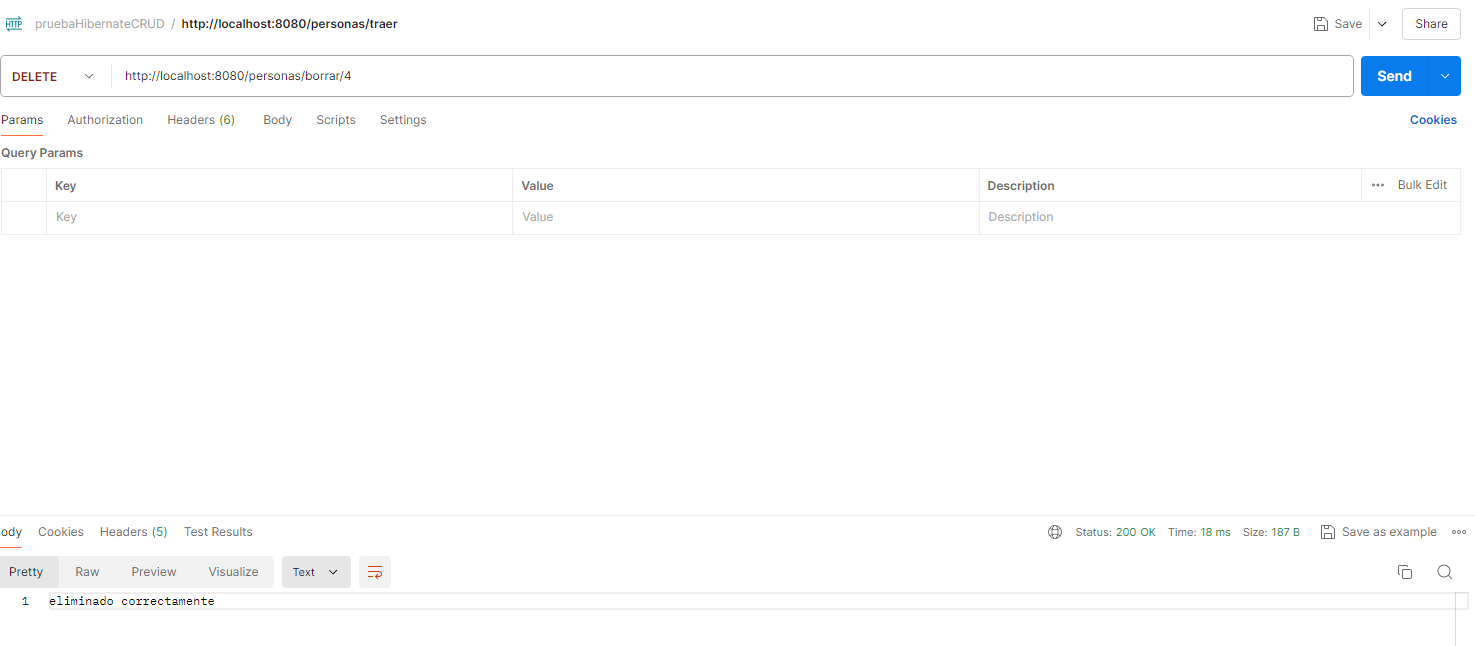 HTTP pruebaHibernateCRUD / http://localhost:8080/personas/traer Save Share
DELETE http://localhost:8080/personas/borrar/4 Send
Params Authorization Headers (6) Body Scripts Settings Cookies
Query Params
Key Value Description Bulk Edit
Key Value Description
ody Cookies Headers (5) Test Results Status: 200 OK Time: 18 ms Size: 187 B Save as example
Pretty Raw Preview Visualize Text
1 eliminado correctamente